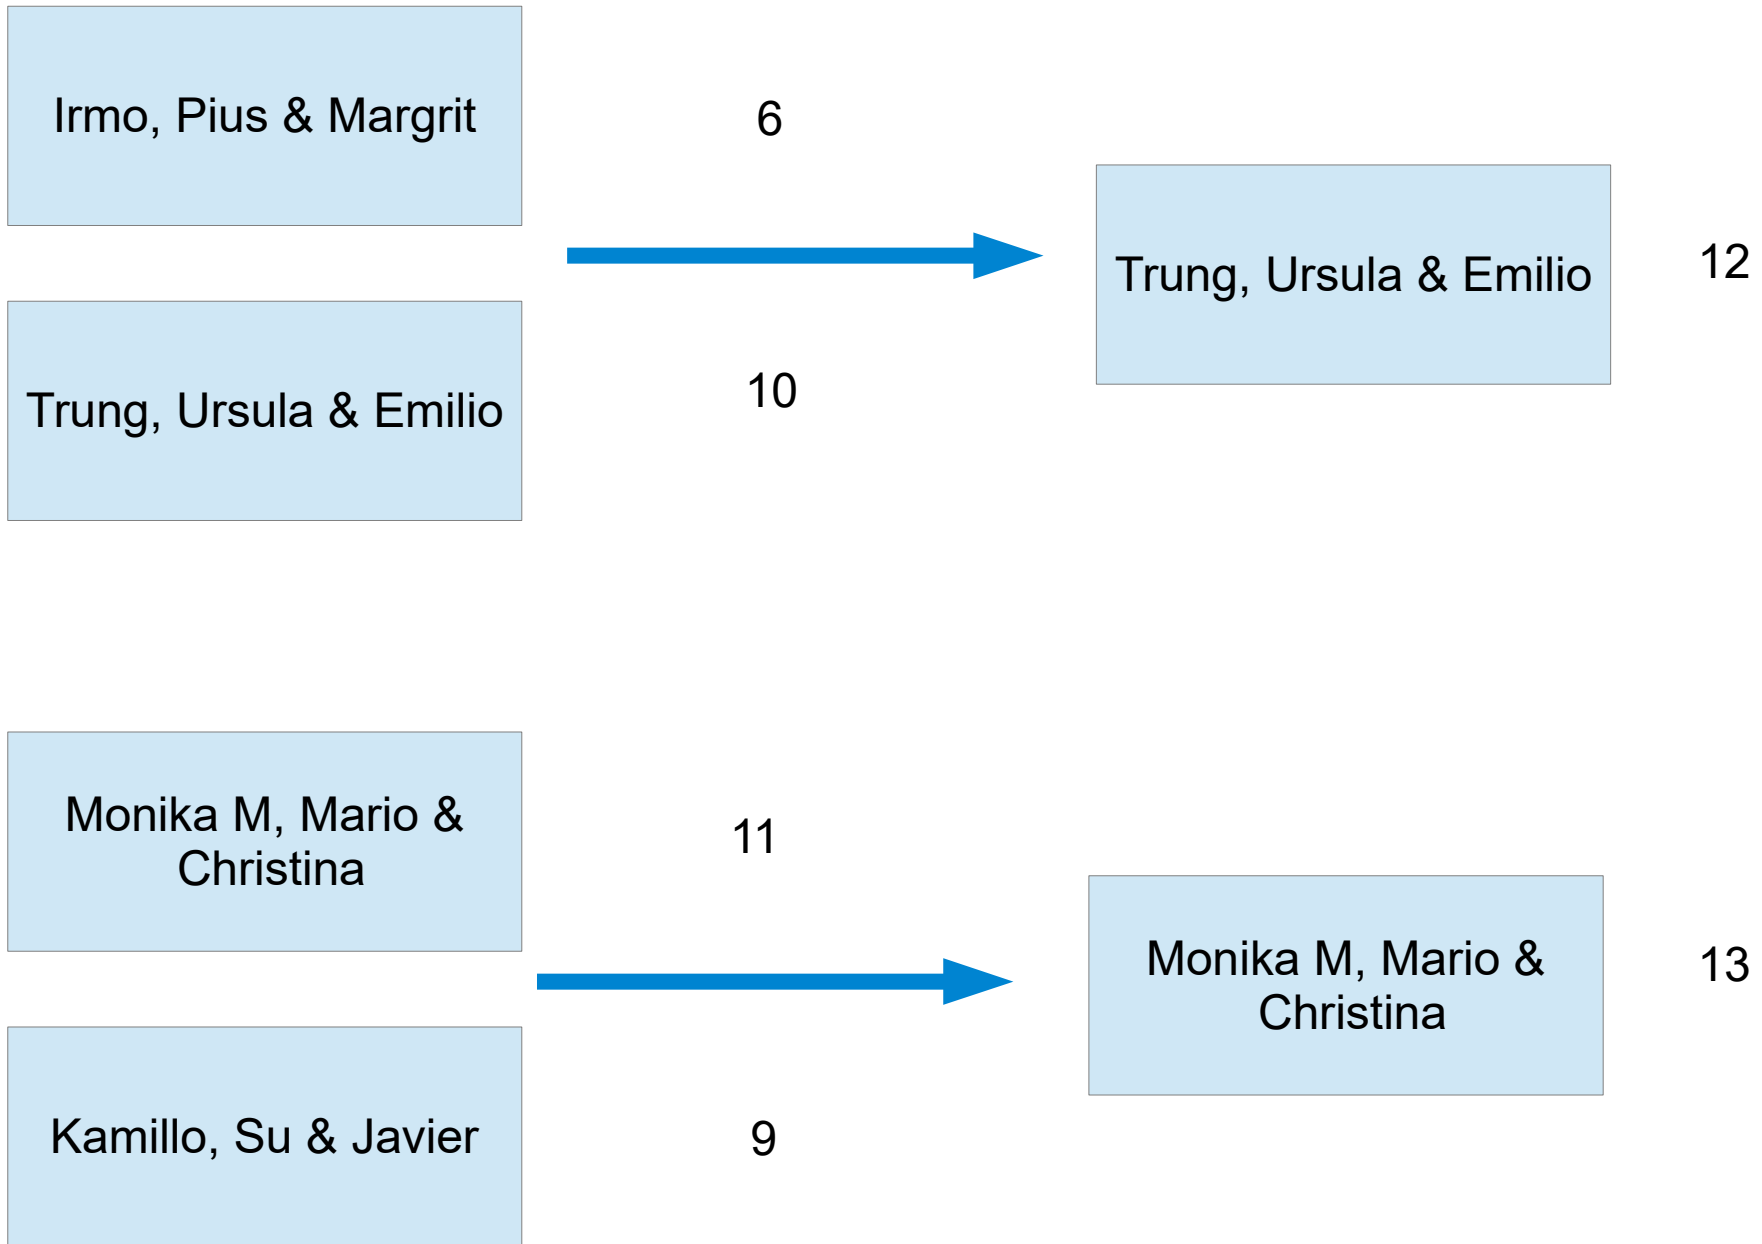 Irmo, Pius & Margrit
6
Trung, Ursula & Emilio
12
10
Trung, Ursula & Emilio
Monika M, Mario &
Christina
11
Monika M, Mario &
Christina
13
Kamillo, Su & Javier
9